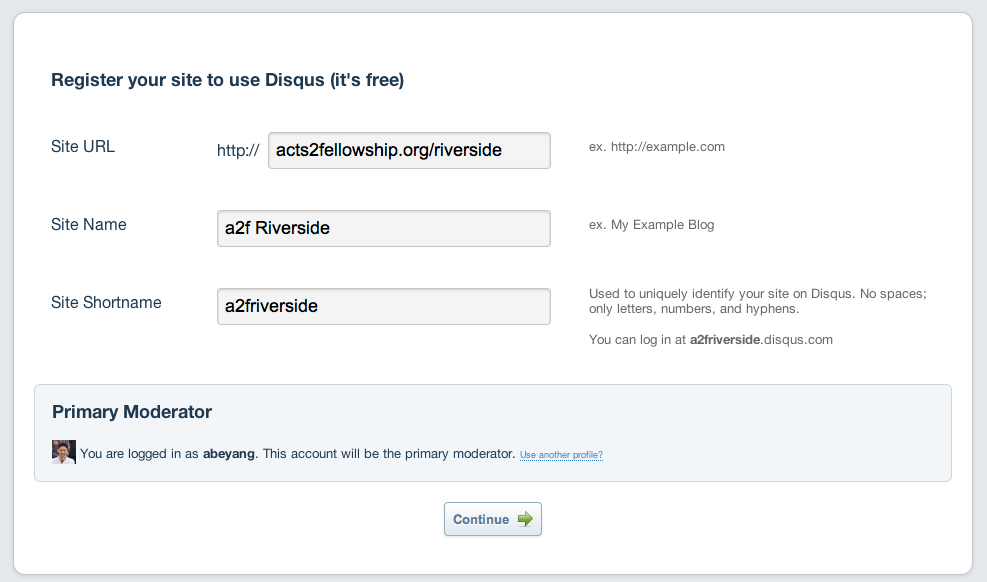 Register your site to use Disqus (it's free)
Site URL
http://
acts2fellowship.org/riverside
ex. http://example.com
Site Name
a2f Riverside
ex. My Example Blog
Site Shortname
a2friverside
Used to uniquely identify your site on Disqus. No spaces;
only letters, numbers, and hyphens.
You can log in at a2friverside.disqus.com
Primary Moderator
You are logged in as abeyang. This account will be the primary moderator. Use another profile?
Continue